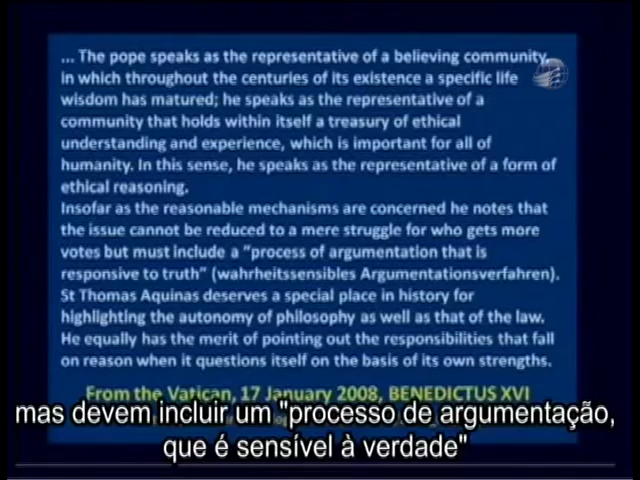 ... The pope speaks as the representative of a believing community,
in which throughout the centuries of its existence a specific life
wisdom has matured; he speaks as the representative of a
community that holds within itself a treasury of ethical
understanding and experience, which is important for all of
humanity. In this sense, he speaks as the representative of a form of
ethical reasoning.
Insofar as the reasonable mechanisms are concerned he notes that
the issue cannot be reduced to a mere struggle for who gets more
votes but must include a "process of argumentation that is
responsive to truth" (wahrheitssensibles Argumentationsverfahren).
St Thomas Aquinas deserves a special place in history for
highlighting the autonomy of philosophy as well as that of the law.
He equally has the merit of pointing out the responsibilities that fall
on reason when it questions itself on the basis of its own strengths.
From the Vatican, 17 January 2008, BENEDICTUS XVI
mas devem incluir um "processo de argumentação,
que é sensível à verdade"